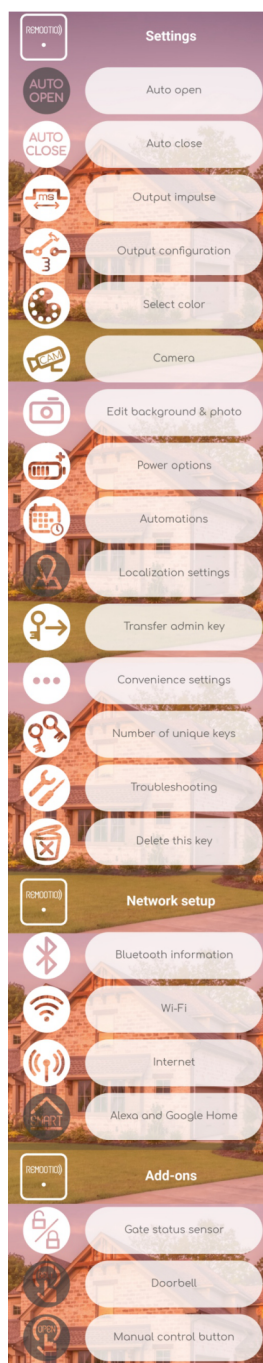 REMOOTIO))
Settings
AUTO
OPEN
Auto open
AUTO
CLOSE
Auto close
ms
Output impulse
3
Output configuration
Select color
CAM
Camera
Edit background & photo
Power options
Automations
Localization settings
Transfer admin key
Convenience settings
Number of unique keys
Troubleshooting
Delete this key
REMOOTIO))
Network setup
Bluetooth information
Wi-Fi
Internet
SMART
Alexa and Google Home
REMOOTIO))
Add-ons
Gate status sensor
Doorbell
OPEN
Manual control button